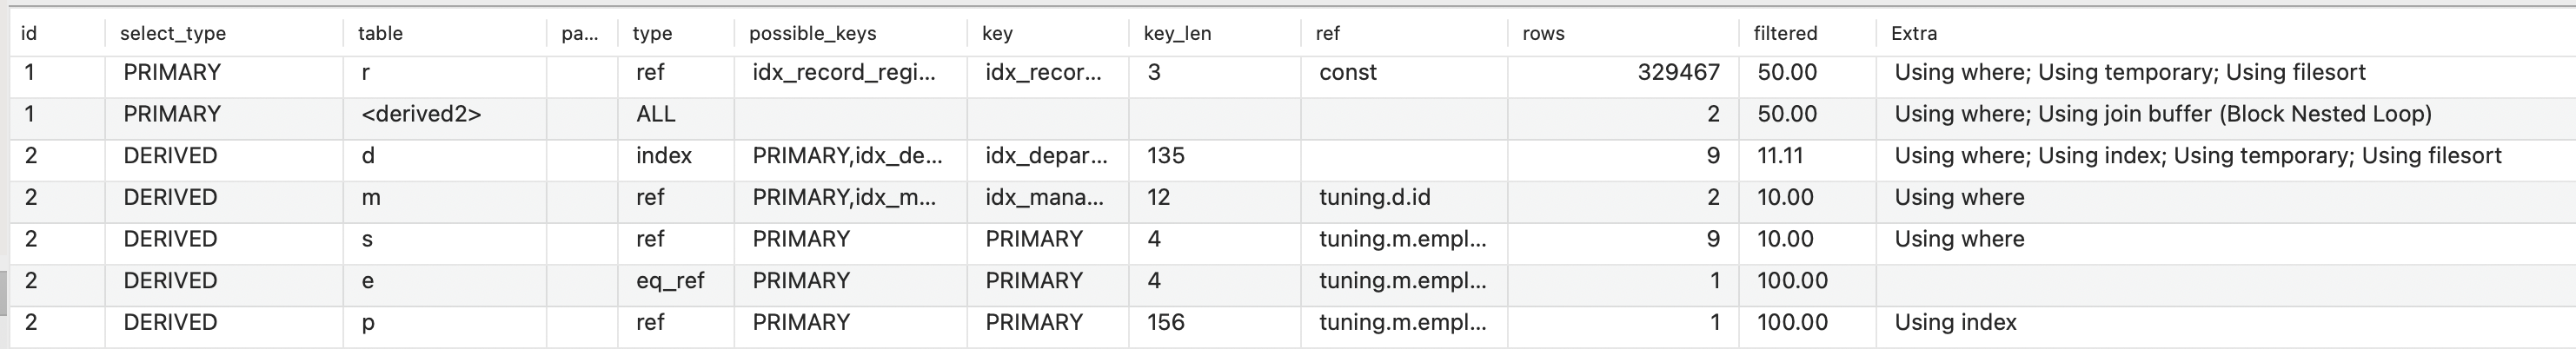 id select_type table pa... type possible_keys key key_len ref rows filtered Extra
1 PRIMARY r ref idx_record_regi... idx_recor... 3 const 329467 50.00 Using where; Using temporary; Using filesort
1 PRIMARY <derived2> ALL 2 50.00 Using where; Using join buffer (Block Nested Loop)
2 DERIVED d index PRIMARY,idx_de... idx_depar... 135 9 11.11 Using where; Using index; Using temporary; Using filesort
2 DERIVED m ref PRIMARY,idx_m... idx_mana... 12 tuning.d.id 2 10.00 Using where
2 DERIVED s ref PRIMARY PRIMARY 4 tuning.m.empl... 9 10.00 Using where
2 DERIVED e eq_ref PRIMARY PRIMARY 4 tuning.m.empl... 1 100.00
2 DERIVED p ref PRIMARY PRIMARY 156 tuning.m.empl... 1 100.00 Using index